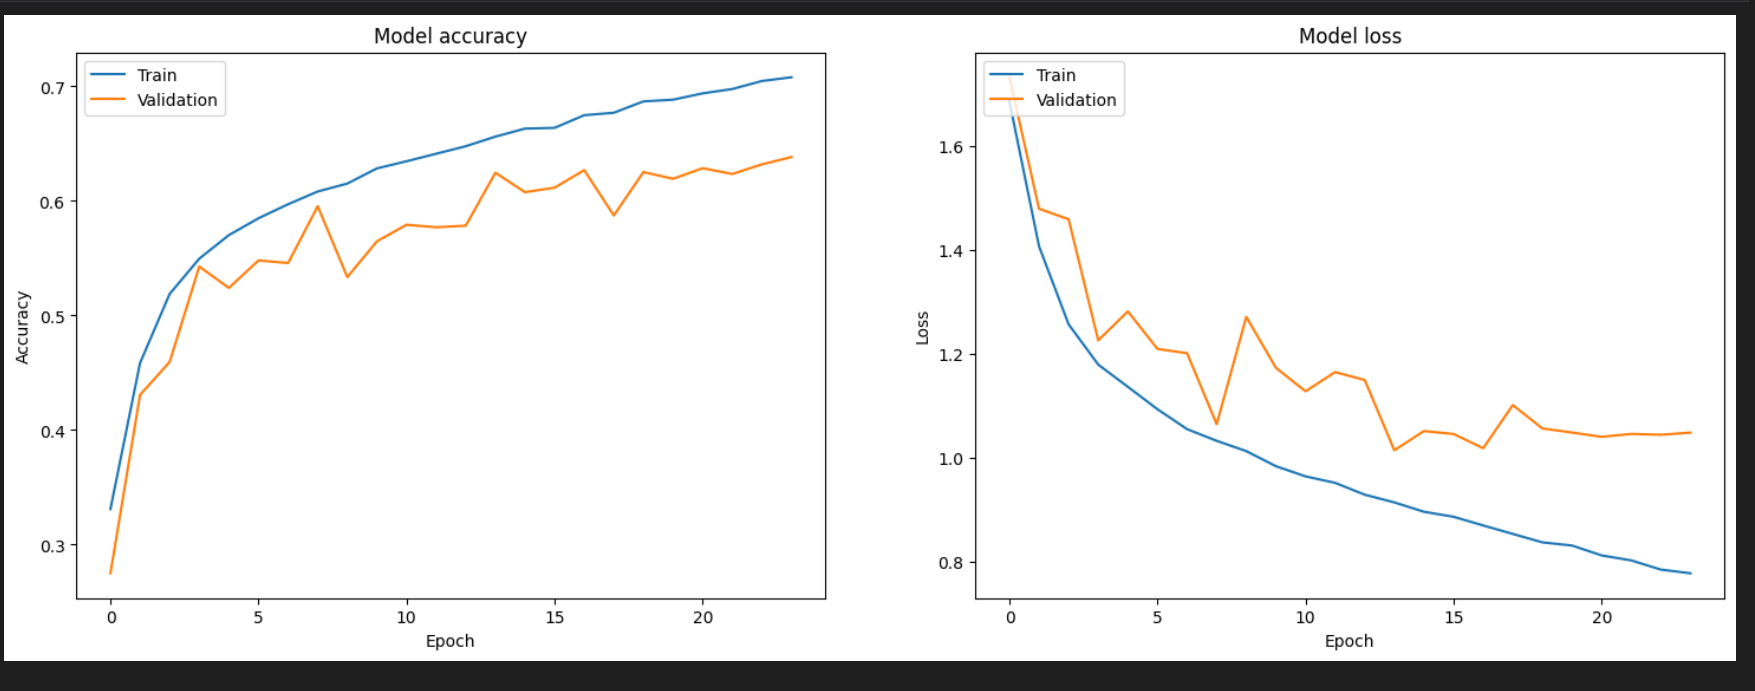 Model accuracy
Train
Validation
0.7
0.6
0.5
0.4
0.3
Accuracy
0
5
10
15
20
Epoch
Model loss
Train
Validation
1.6
1.4
1.2
1.0
0.8
Loss
0
5
10
15
20
Epoch